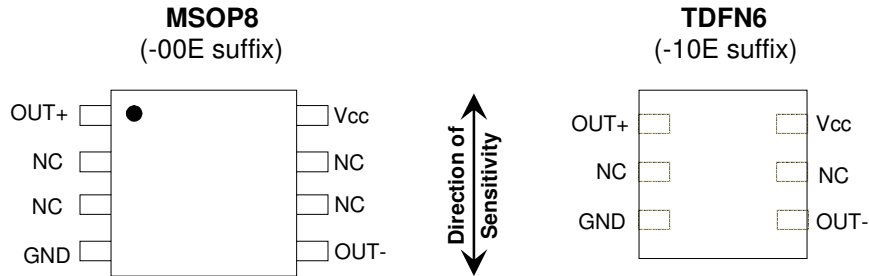 MSOP8
(-00E suffix)
OUT+
NC
NC
GND
Vcc
NC
NC
OUT-
Direction of
Sensitivity
TDFN6
(-10E suffix)
OUT+
NC
GND
Vcc
NC
OUT-